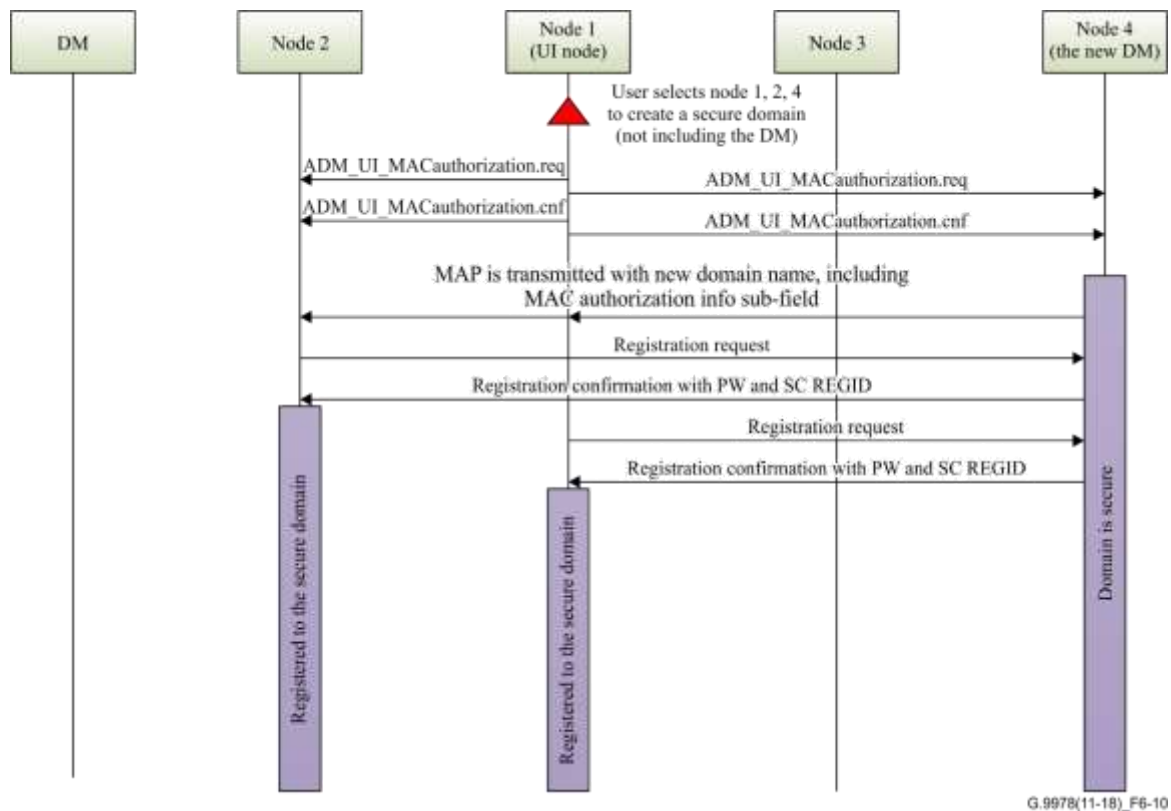 DM
Node 2
Node 1
(UI node)
Node 3
Node 4
(the new DM)
User selects node 1, 2, 4
to create a secure domain
(not including the DM)
ADM_UI_MACauthorization.req
ADM_UI_MACauthorization.req
ADM_UI_MACauthorization.cnf
ADM_UI_MACauthorization.cnf
MAP is transmitted with new domain name, including
MAC authorization info sub-field
Registration request
Registration confirmation with PW and SC REGID
Registration request
Registration confirmation with PW and SC REGID
Registered to the secure domain
Registered to the secure domain
Domain is secure
G.9978(11-18)_F6-10